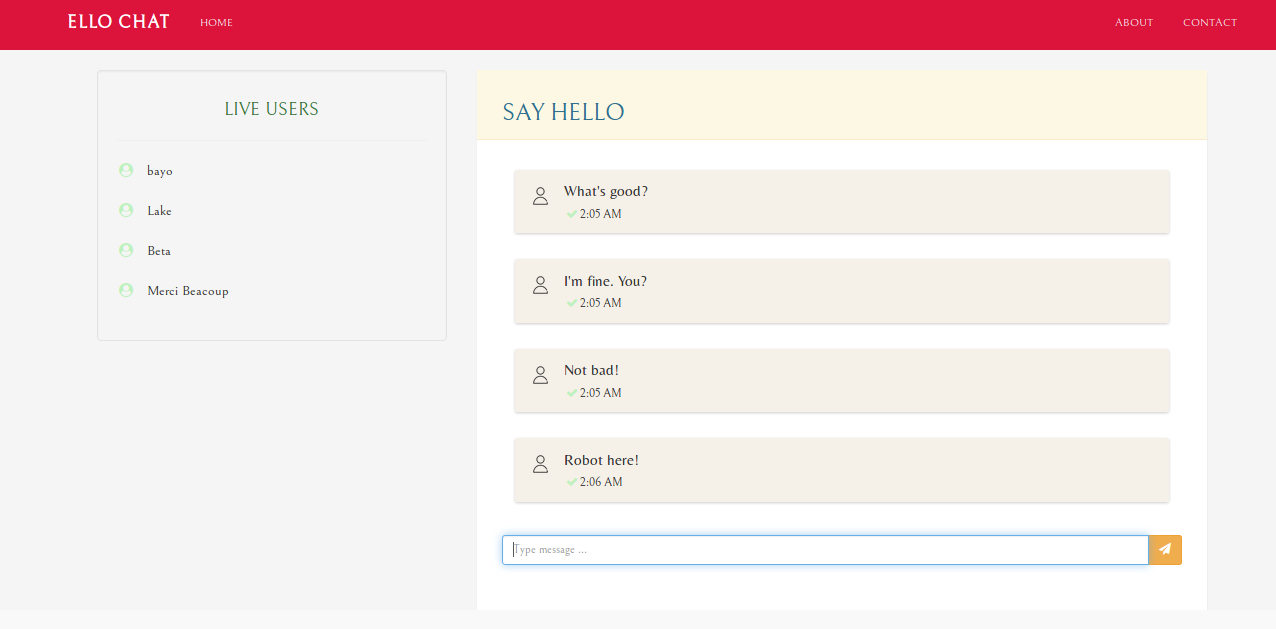 ELLO CHAT HOME ABOUT CONTACT
LIVE USERS
bayo
Lake
Beta
Merci Beacoup
SAY HELLO
What's good?
2:05 AM
I'm fine. You?
2:05 AM
Not bad!
2:05 AM
Robot here!
2:06 AM
Type message ...